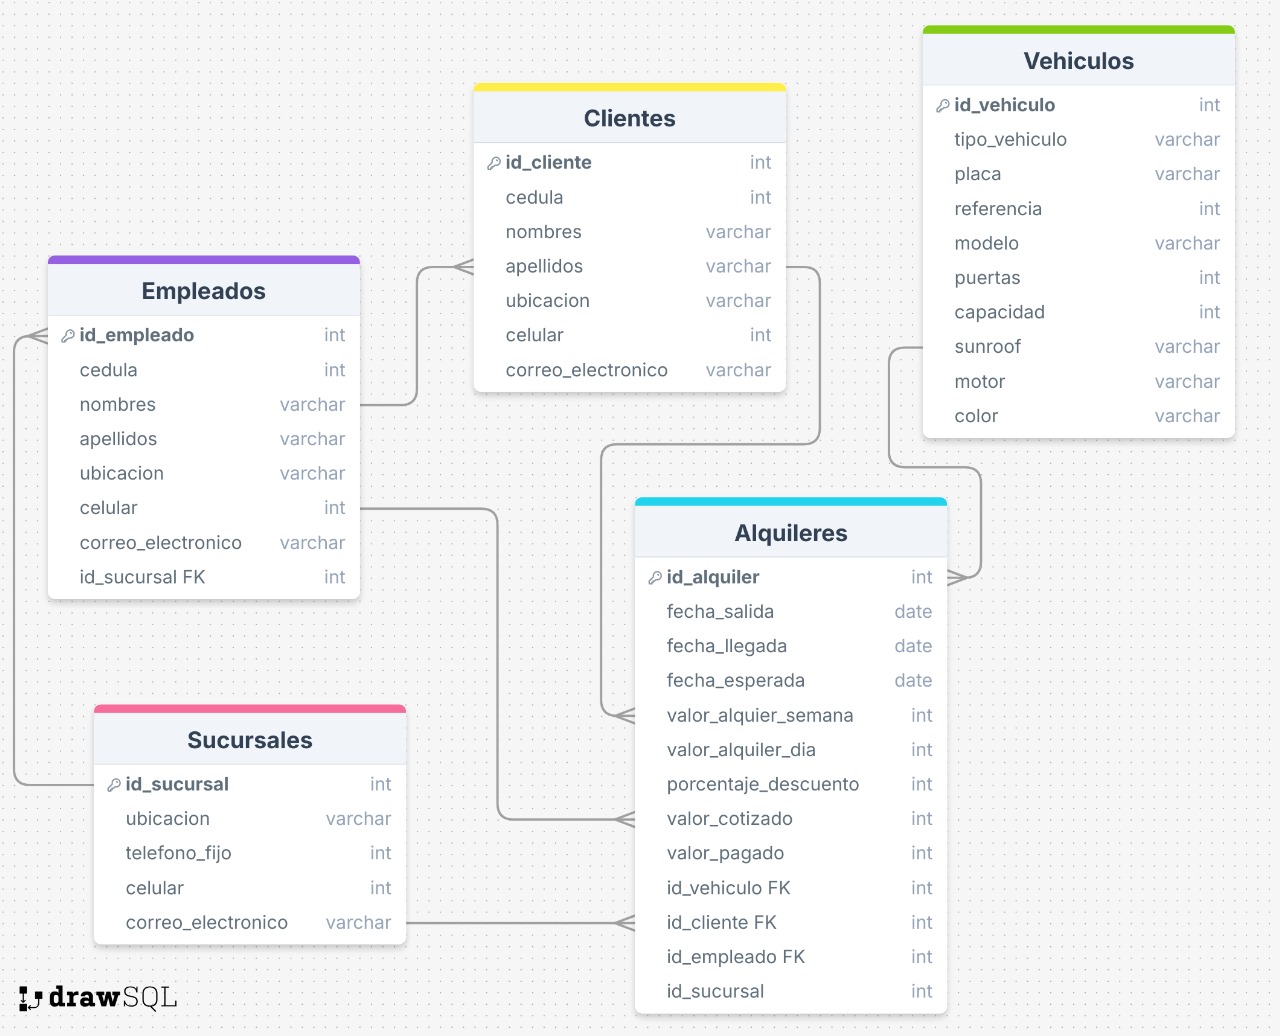 Vehiculos
id_vehiculo int
tipo_vehiculo varchar
placa varchar
referencia int
modelo varchar
puertas int
capacidad int
sunroof varchar
motor varchar
color varchar
Clientes
id_cliente int
cedula int
nombres varchar
apellidos varchar
ubicacion varchar
celular int
correo_electronico varchar
Empleados
id_empleado int
cedula int
nombres varchar
apellidos varchar
ubicacion varchar
celular int
correo_electronico varchar
id_sucursal FK int
Alquileres
id_alquiler int
fecha_salida date
fecha_llegada date
fecha_esperada date
valor_alquier_semana int
valor_alquiler_dia int
porcentaje_descuento int
valor_cotizado int
valor_pagado int
id_vehiculo FK int
id_cliente FK int
id_empleado FK int
id_sucursal int
Sucursales
id_sucursal int
ubicacion varchar
telefono_fijo int
celular int
correo_electronico varchar
drawSQL